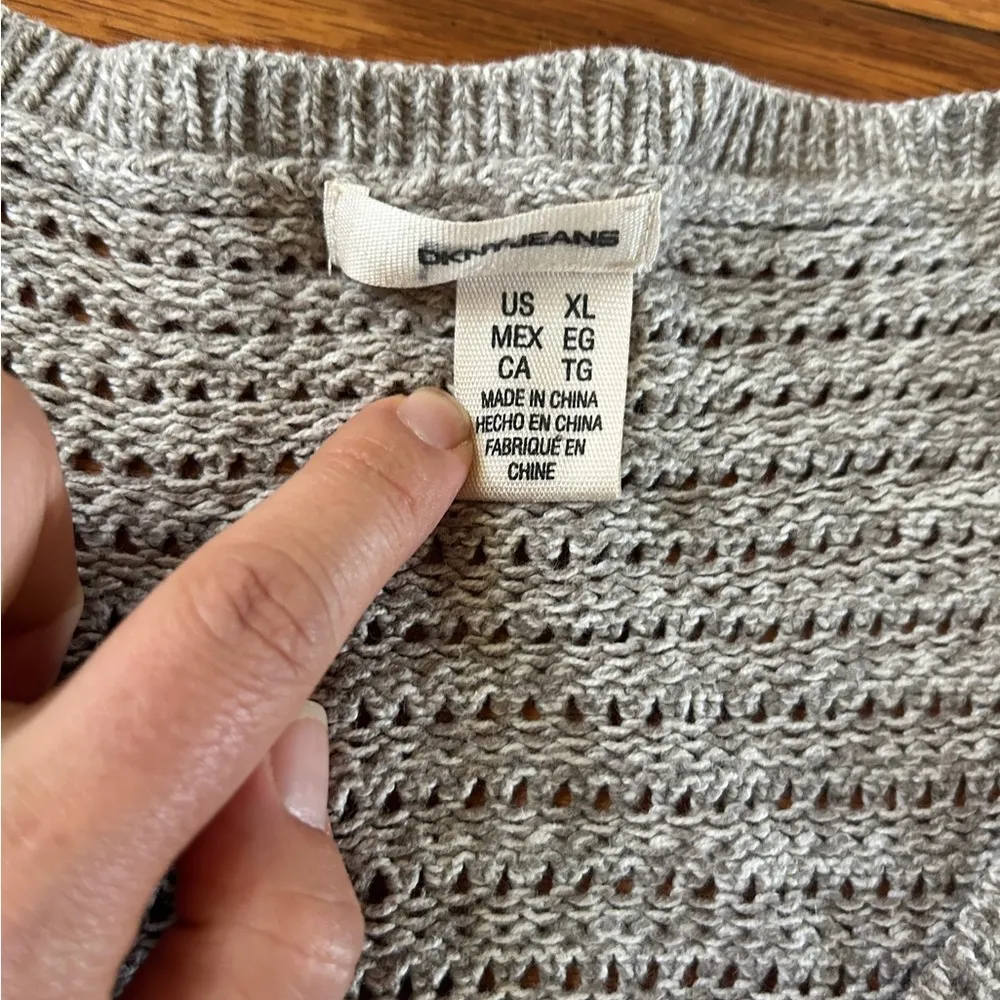 DKNYJEANS
US XL
MEX EG
CA TG
MADE IN CHINA
HECHO EN CHINA
FABRIQUÉ EN
CHINE